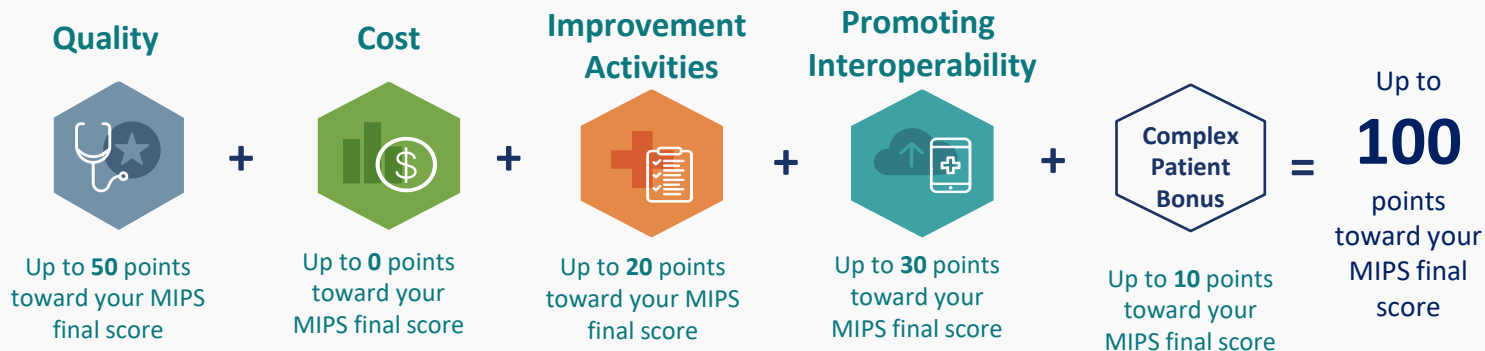 Quality
Up to 50 points
toward your MIPS
final score
+
Cost
$
Up to 0 points
toward your
MIPS final score
+
Improvement
Activities
Up to 20 points
toward your MIPS
final score
+
Promoting
Interoperability
Up to 30 points
toward your
MIPS final score
+
Complex
Patient
Bonus
Up to 10 points
toward your
MIPS final score
=
Up to
100
points
toward your
MIPS final
score